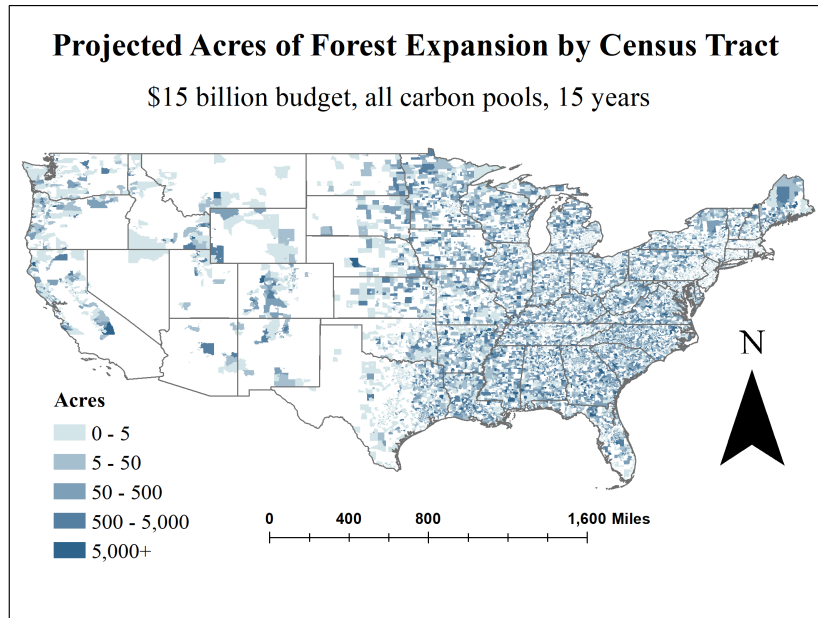 Projected Acres of Forest Expansion by Census Tract
$15 billion budget, all carbon pools, 15 years
N
Acres
0 - 5
5 - 50
50 - 500
500 - 5,000
5,000+
0 400 800 1,600 Miles